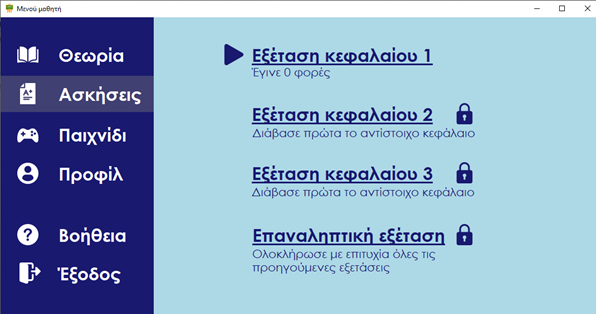 Μενού μαθητή
Θεωρία
Ασκήσεις
Παιχνίδι
Προφίλ
Βοήθεια
Έξοδος
Εξέταση κεφαλαίου 1
Έγινε 0 φορές
Εξέταση κεφαλαίου 2
Διάβασε πρώτα το αντίστοιχο κεφάλαιο
Εξέταση κεφαλαίου 3
Διάβασε πρώτα το αντίστοιχο κεφάλαιο
Επαναληπτική εξέταση
Ολοκλήρωσε με επιτυχία όλες τις
προηγούμενες εξετάσεις